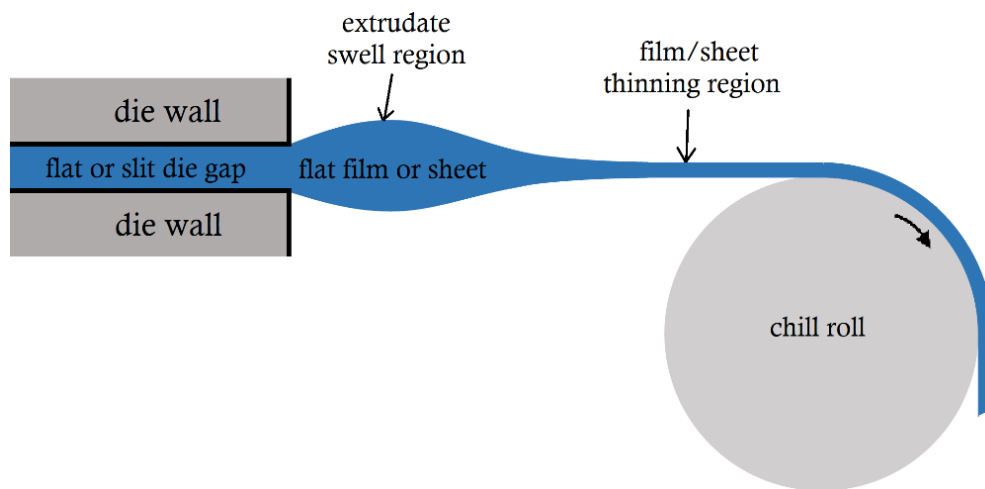 extrudate
swell region
film/sheet
thinning region
die wall
flat or slit die gap
flat film or sheet
die wall
chill roll